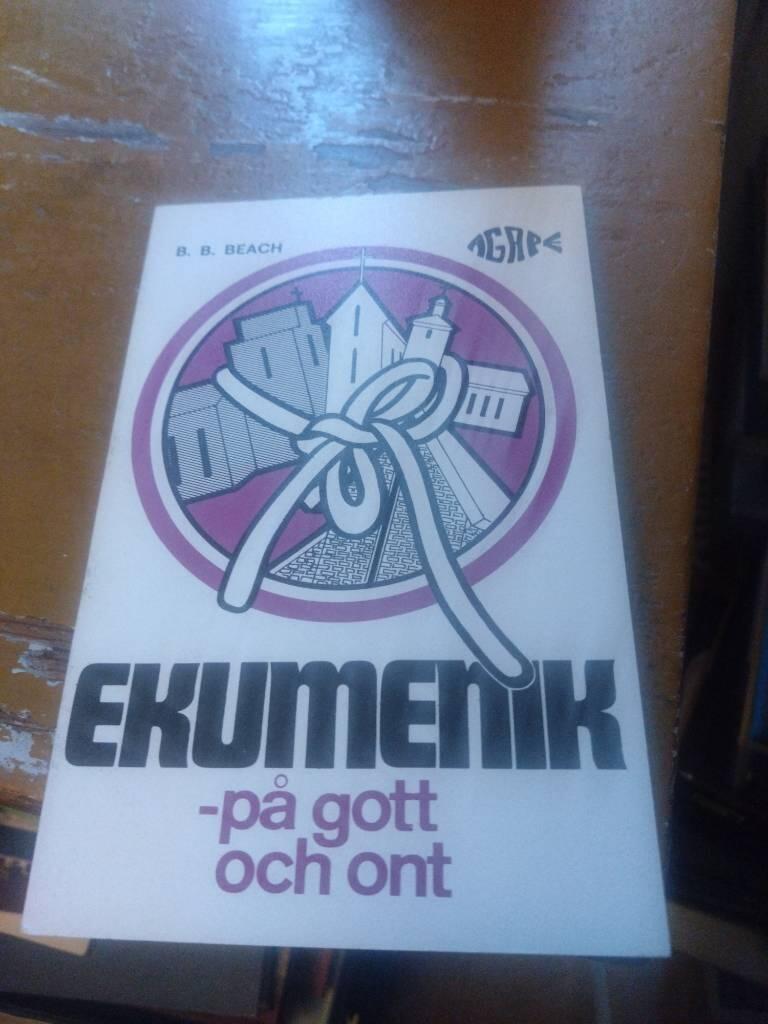 B. B. BEACH
AGAPE
EKUMENIK
-på gott
och ont